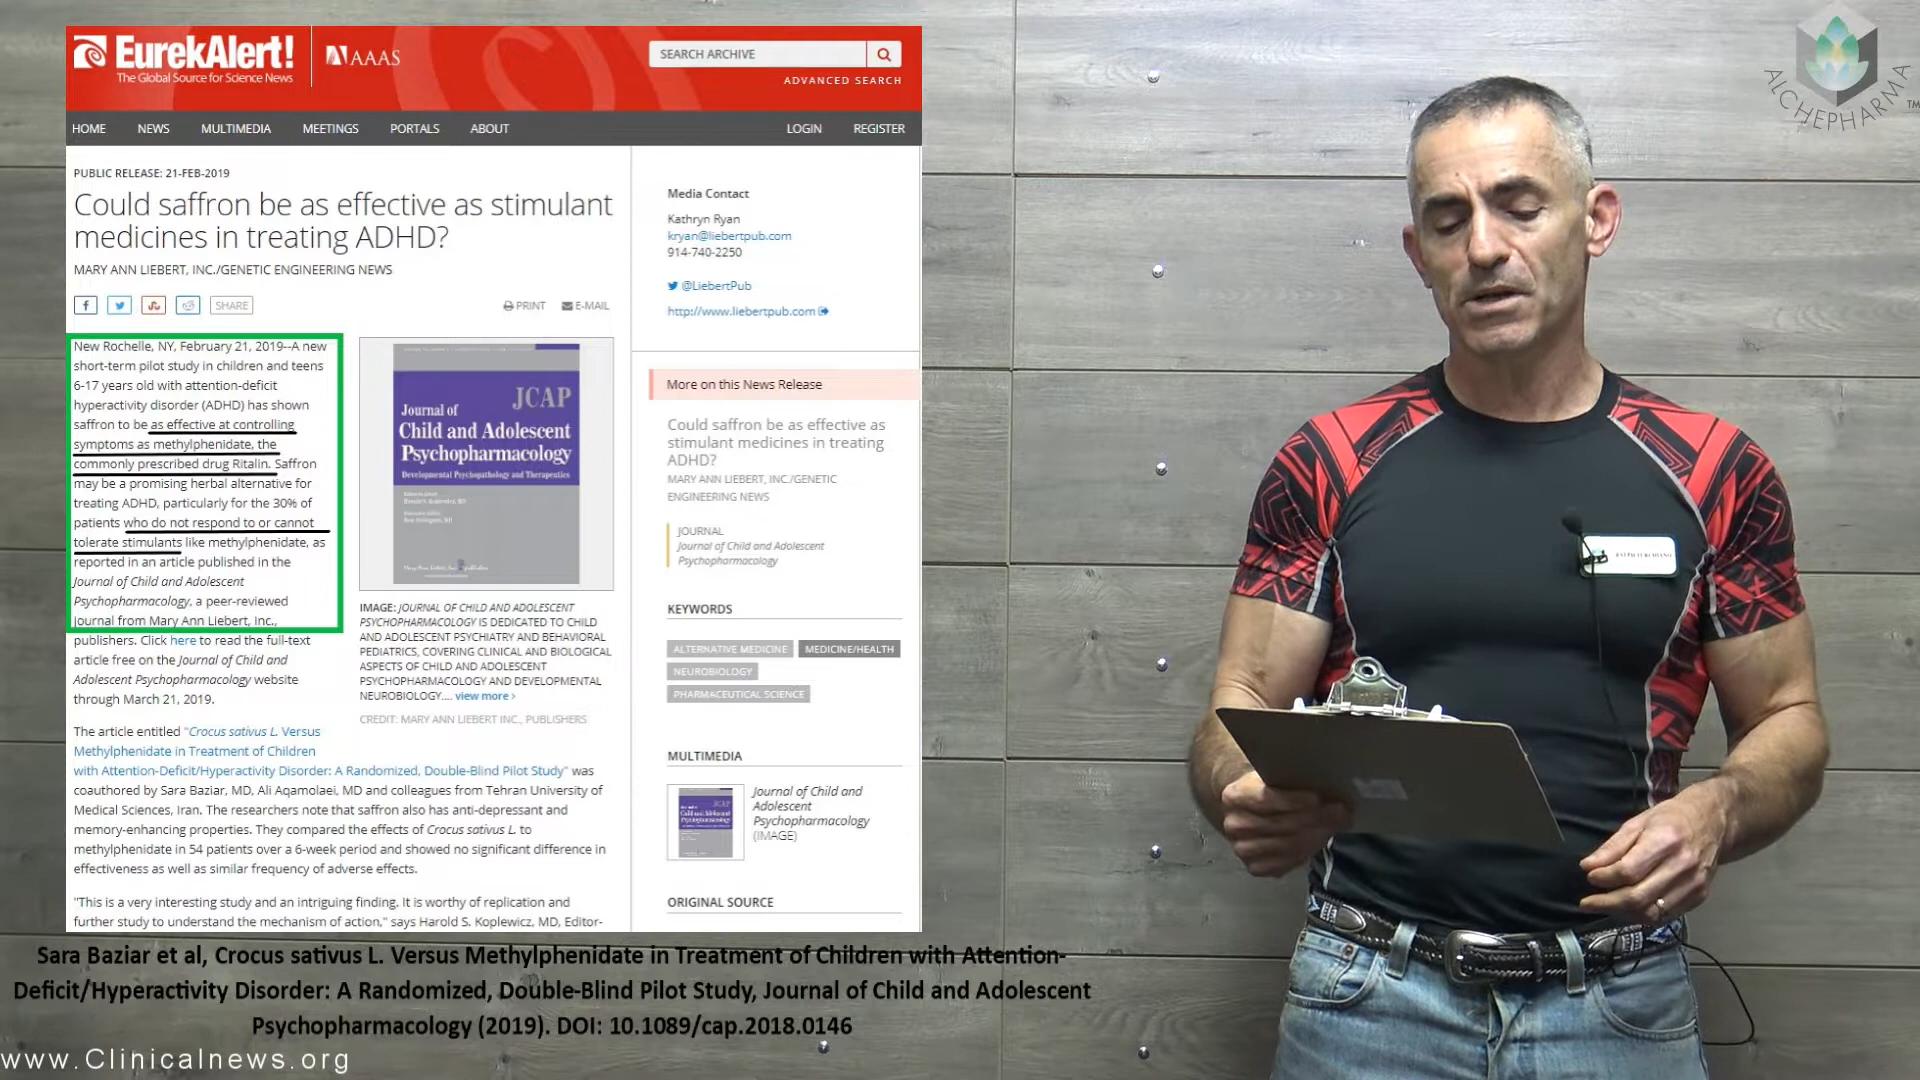 EurekAlert!
The Global Source for Science News
AAAS
SEARCH ARCHIVE
ADVANCED SEARCH
HOME NEWS MULTIMEDIA MEETINGS PORTALS ABOUT LOGIN REGISTER
PUBLIC RELEASE: 21-FEB-2019
Could saffron be as effective as stimulant
medicines in treating ADHD?
MARY ANN LIEBERT, INC./GENETIC ENGINEERING NEWS
SHARE
PRINT
E-MAIL
New Rochelle, NY, February 21, 2019--A new
short-term pilot study in children and teens
6-17 years old with attention-deficit
hyperactivity disorder (ADHD) has shown
saffron to be as effective at controlling
symptoms as methylphenidate, the
commonly prescribed drug Ritalin. Saffron
may be a promising herbal alternative for
treating ADHD, particularly for the 30% of
patients who do not respond to or cannot
tolerate stimulants like methylphenidate, as
reported in an article published in the
Journal of Child and Adolescent
Psychopharmacology, a peer-reviewed
journal from Mary Ann Liebert, Inc.,
publishers. Click here to read the full-text
article free on the Journal of Child and
Adolescent Psychopharmacology website
through March 21, 2019.
JCAP
Journal of
Child and Adolescent
Psychopharmacology
Developmental Psychopathology and Therapeutics
IMAGE: JOURNAL OF CHILD AND ADOLESCENT
PSYCHOPHARMACOLOGY IS DEDICATED TO CHILD
AND ADOLESCENT PSYCHIATRY AND BEHAVIORAL
PEDIATRICS, COVERING CLINICAL AND BIOLOGICAL
ASPECTS OF CHILD AND ADOLESCENT
PSYCHOPHARMACOLOGY AND DEVELOPMENTAL
NEUROBIOLOGY.... view more >
CREDIT: MARY ANN LIEBERT INC., PUBLISHERS
The article entitled "Crocus sativus L. Versus
Methylphenidate in Treatment of Children
with Attention-Deficit/Hyperactivity Disorder: A Randomized, Double-Blind Pilot Study" was
coauthored by Sara Baziar, MD, Ali Aqamolaei, MD and colleagues from Tehran University of
Medical Sciences, Iran. The researchers note that saffron also has anti-depressant and
memory-enhancing properties. They compared the effects of Crocus sativus L. to
methylphenidate in 54 patients over a 6-week period and showed no significant difference in
effectiveness as well as similar frequency of adverse effects.
"This is a very interesting study and an intriguing finding. It is worthy of replication and
further study to understand the mechanism of action," says Harold S. Koplewicz, MD, Editor-
Media Contact
Kathryn Ryan
kryan@liebertpub.com
914-740-2250
@LiebertPub
http://www.liebertpub.com
More on this News Release
Could saffron be as effective as
stimulant medicines in treating
ADHD?
MARY ANN LIEBERT, INC./GENETIC
ENGINEERING NEWS
JOURNAL
Journal of Child and Adolescent
Psychopharmacology
KEYWORDS
ALTERNATIVE MEDICINE
MEDICINE/HEALTH
NEUROBIOLOGY
PHARMACEUTICAL SCIENCE
MULTIMEDIA
Journal of Child and
Adolescent
Psychopharmacology
(IMAGE)
ORIGINAL SOURCE
ALCHEPHARMA
TM
Sara Baziar et al, Crocus sativus L. Versus Methylphenidate in Treatment of Children with Attention-
Deficit/Hyperactivity Disorder: A Randomized, Double-Blind Pilot Study, Journal of Child and Adolescent
Psychopharmacology (2019). DOI: 10.1089/cap.2018.0146
www.Clinicalnews.org